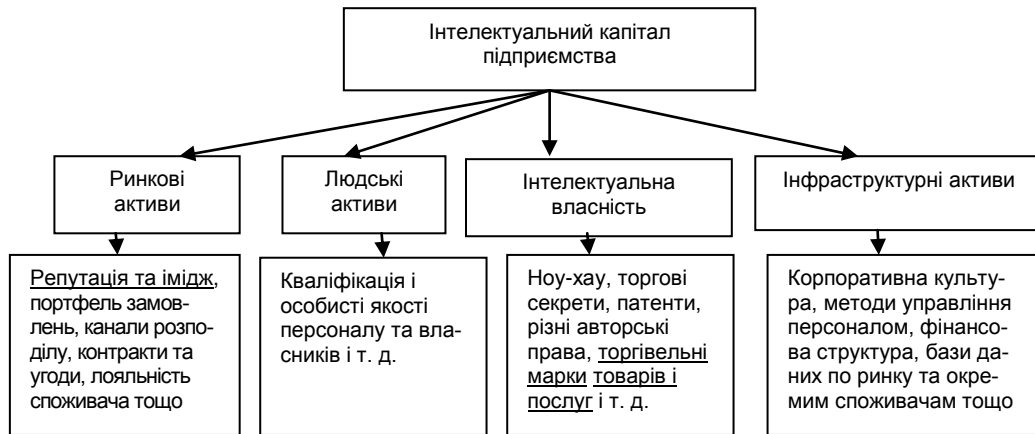 Інтелектуальний капітал
підприємства
Ринкові
активи
Людські
активи
Інтелектуальна
власність
Інфраструктурні активи
Репутація та імідж,
портфель замов-
лень, канали розпо-
ділу, контракти та
угоди, лояльність
споживача тощо
Кваліфікація і
особисті якості
персоналу та вла-
сників і т. д.
Ноу-хау, торгові
секрети, патенти,
різні авторські
права, торгівельні
марки товарів і
послуг і т. д.
Корпоративна культу-
ра, методи управління
персоналом, фінансо-
ва структура, бази да-
них по ринку та окре-
мим споживачам тощо